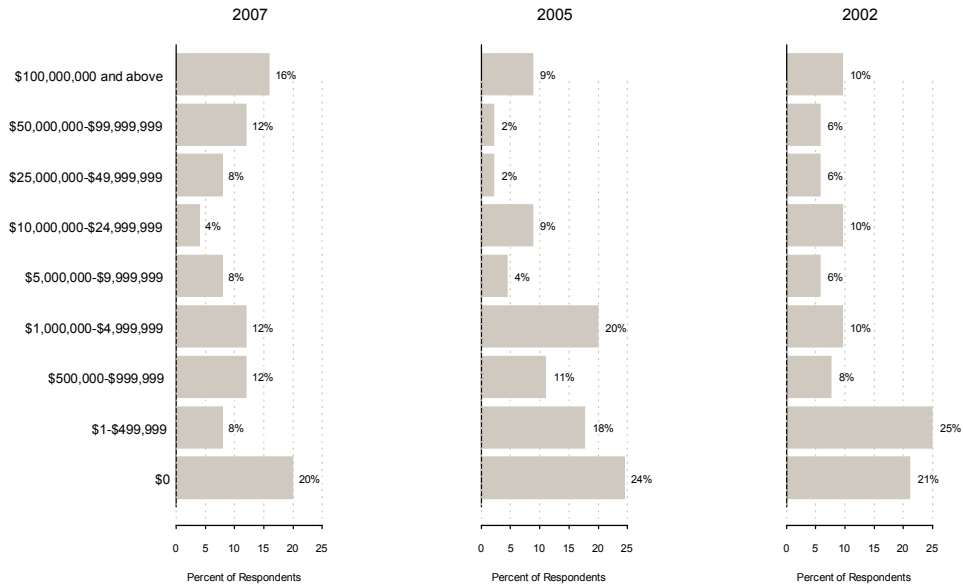 2007 2005 2002
$100,000,000 and above 16% 9% 10%
$50,000,000-$99,999,999 12% 2% 6%
$25,000,000-$49,999,999 8% 2% 6%
$10,000,000-$24,999,999 4% 9% 10%
$5,000,000-$9,999,999 8% 4% 6%
$1,000,000-$4,999,999 12% 20% 10%
$500,000-$999,999 12% 11% 8%
$1-$499,999 8% 18% 25%
$0 20% 24% 21%
0 5 10 15 20 25 0 5 10 15 20 25 0 5 10 15 20 25
Percent of Respondents Percent of Respondents Percent of Respondents